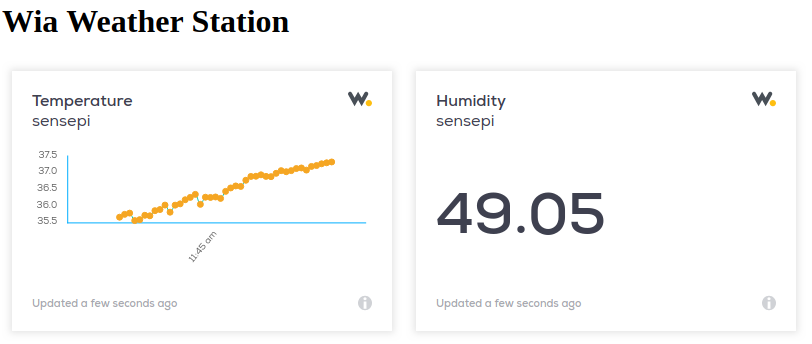 Wia Weather Station
Temperature
sensepi
37.5
37.0
36.5
36.0
35.5
11:45 am
Updated a few seconds ago
Humidity
sensepi
49.05
Updated a few seconds ago